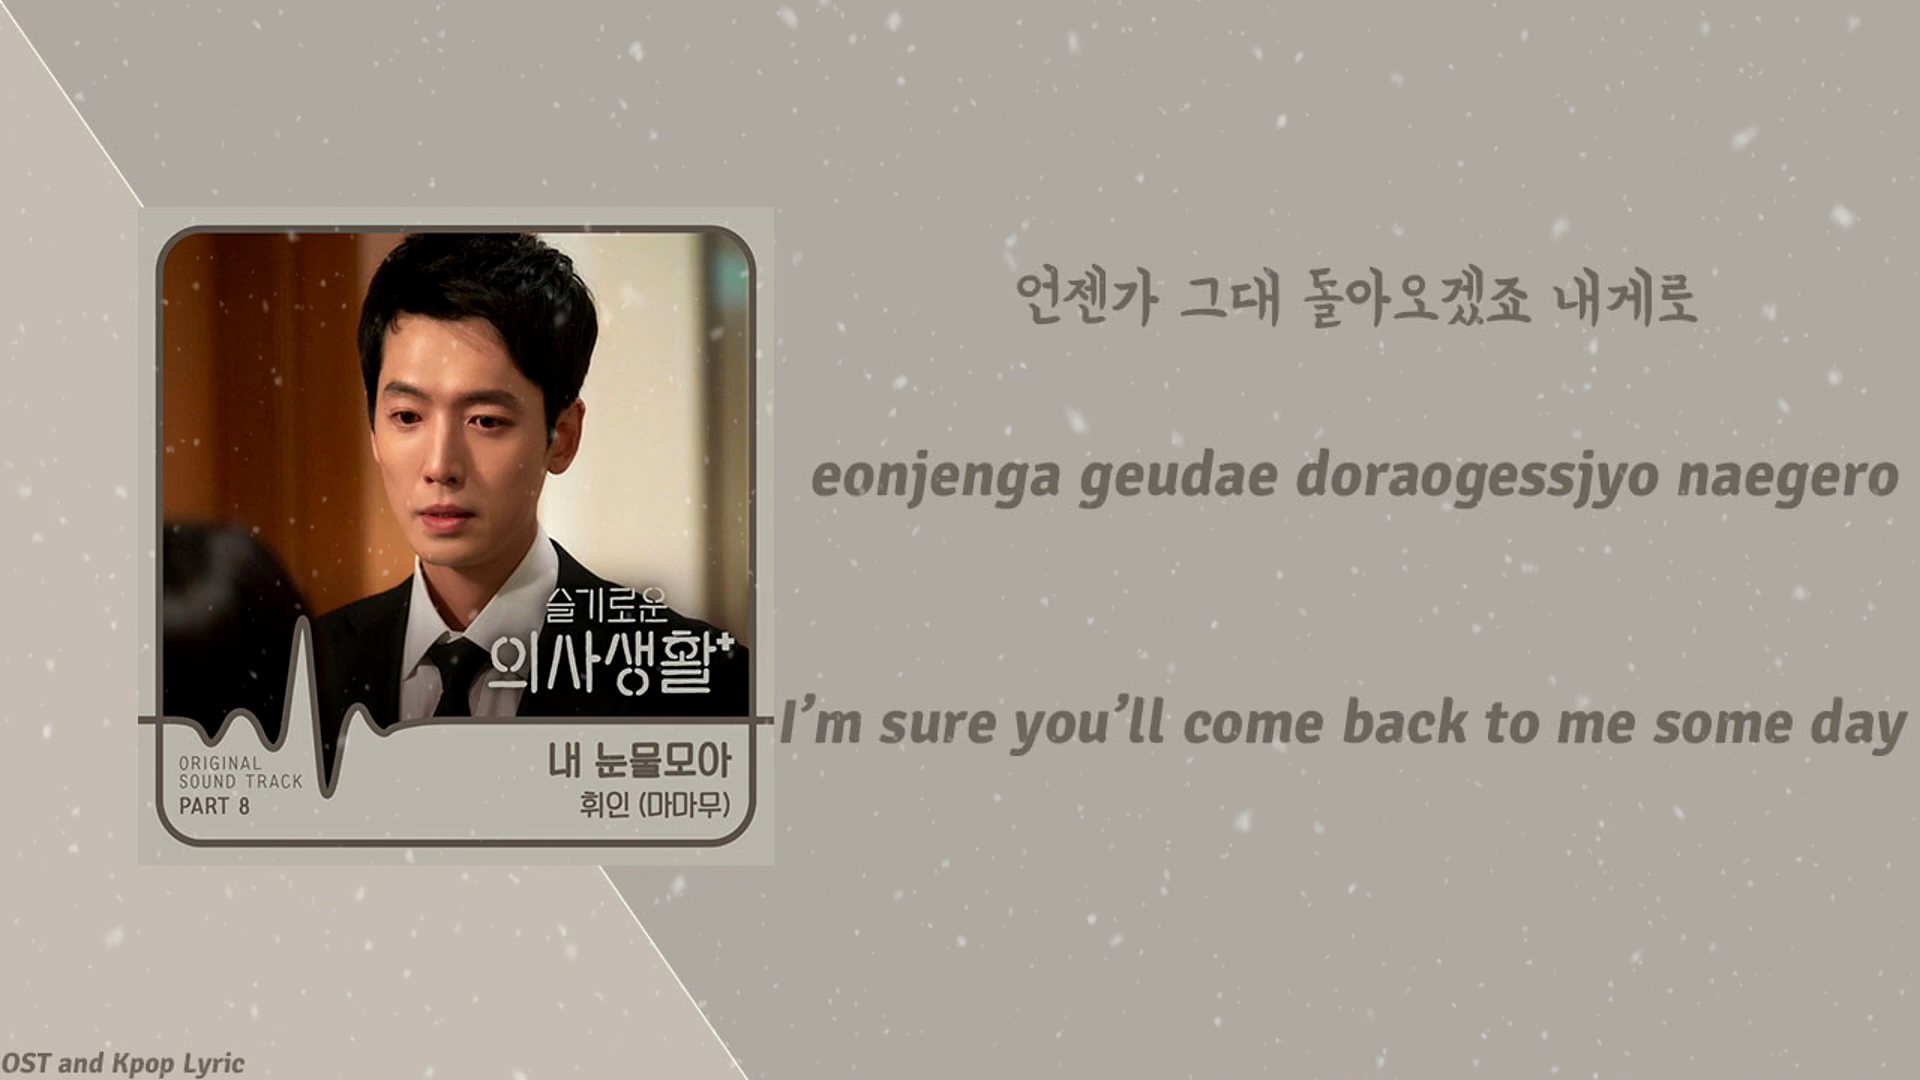 언젠가 그대 돌아오겠죠 내게로
eonjenga geudae doraogessjyo naegero
I’m sure you’ll come back to me some day
슬기로운
의사생활+
ORIGINAL
SOUND TRACK
PART 8
내 눈물모아
휘인 (마마무)
OST and Kpop Lyric